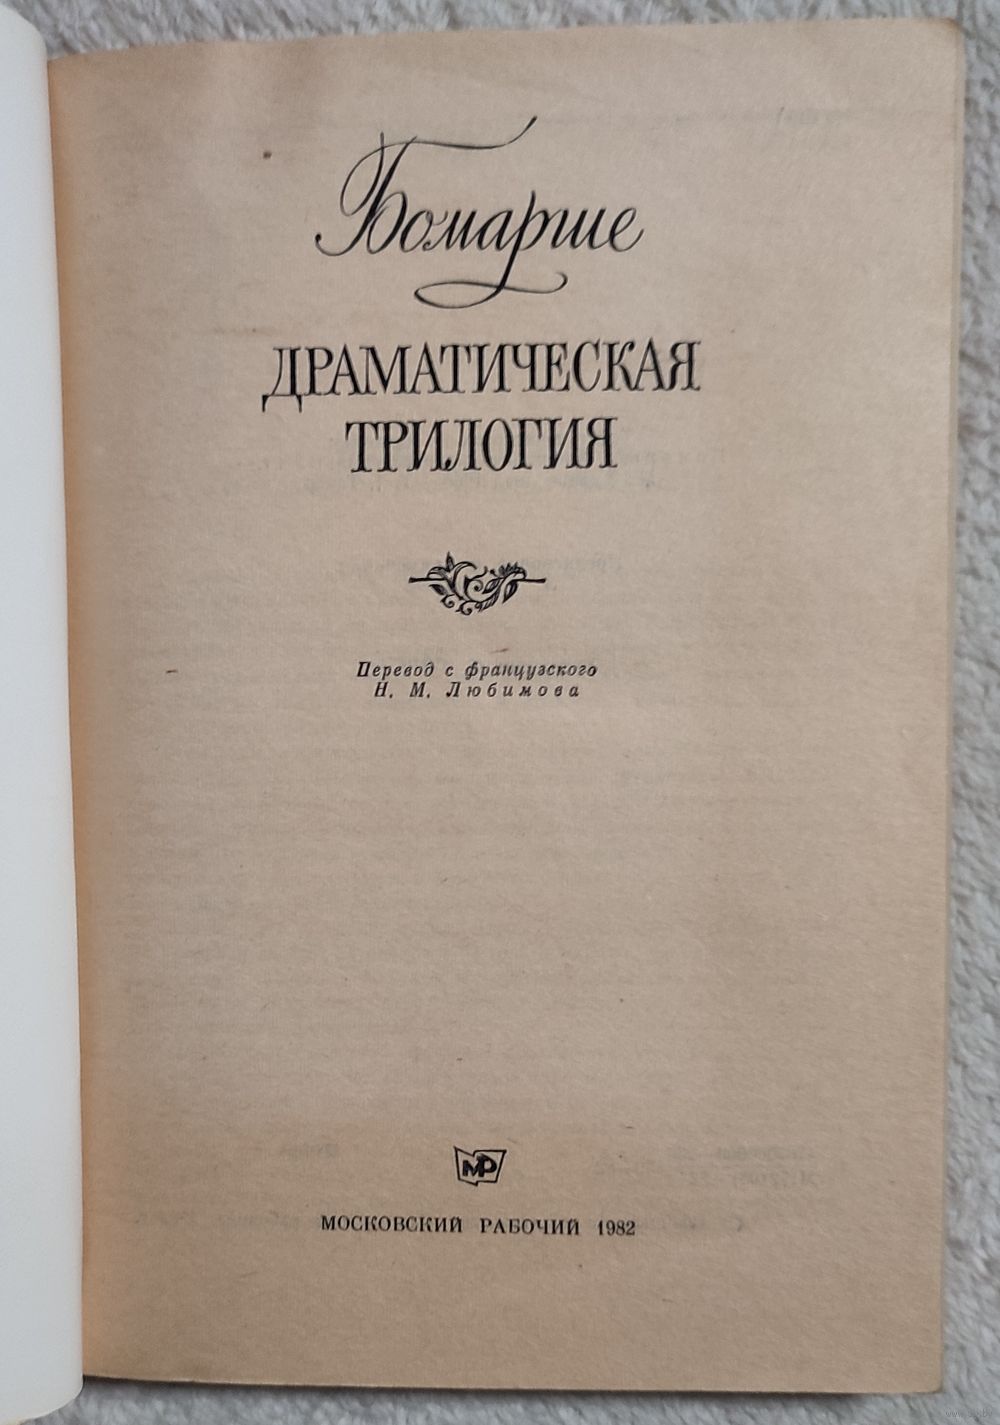 Бомарше
ДРАМАТИЧЕСКАЯ
ТРИЛОГИЯ
Перевод с французского
Н. М. Любимова
МР
МОСКОВСКИЙ РАБОЧИЙ 1982